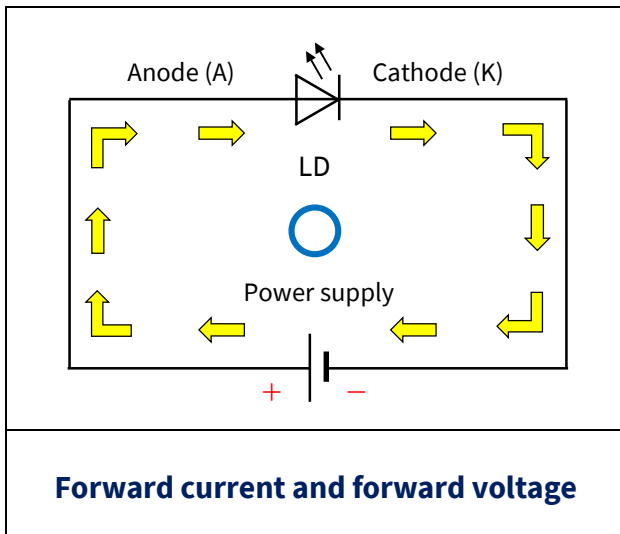 Anode (A) Cathode (K)
LD
Power supply
+ −
Forward current and forward voltage